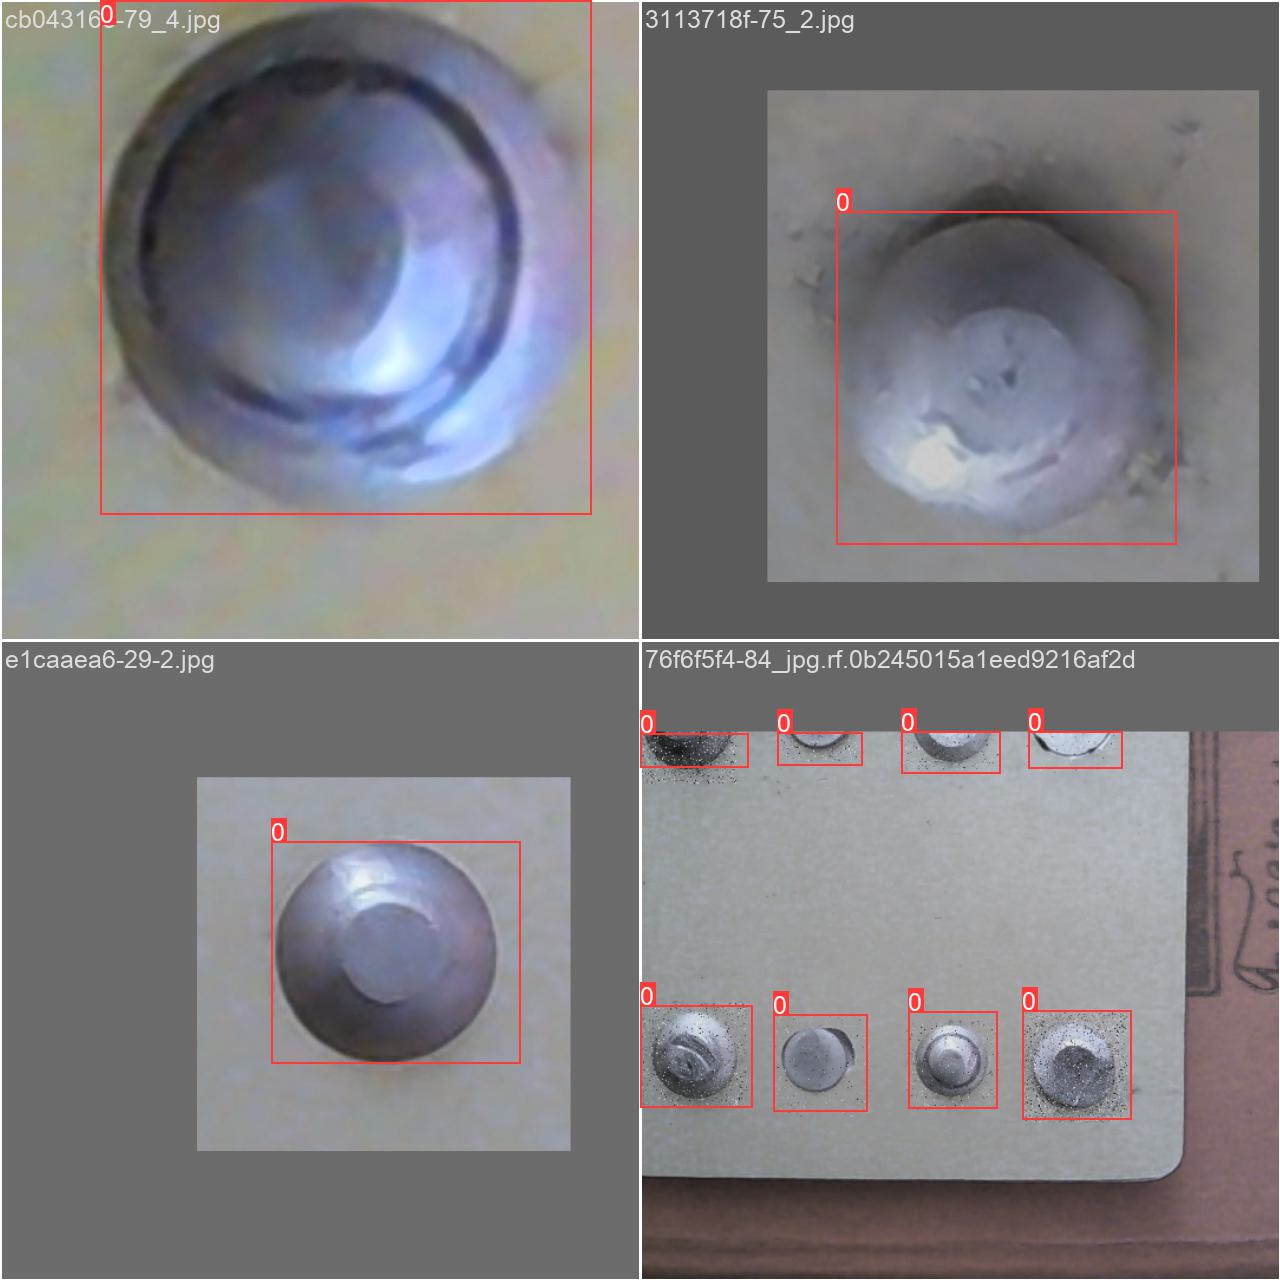 cb04316
-79_4.jpg
0
3113718f-75_2.jpg
0
e1caaea6-29-2.jpg
0
76f6f5f4-84_jpg.rf.0b245015a1eed9216af2d
0 0 0 0
0 0 0 0